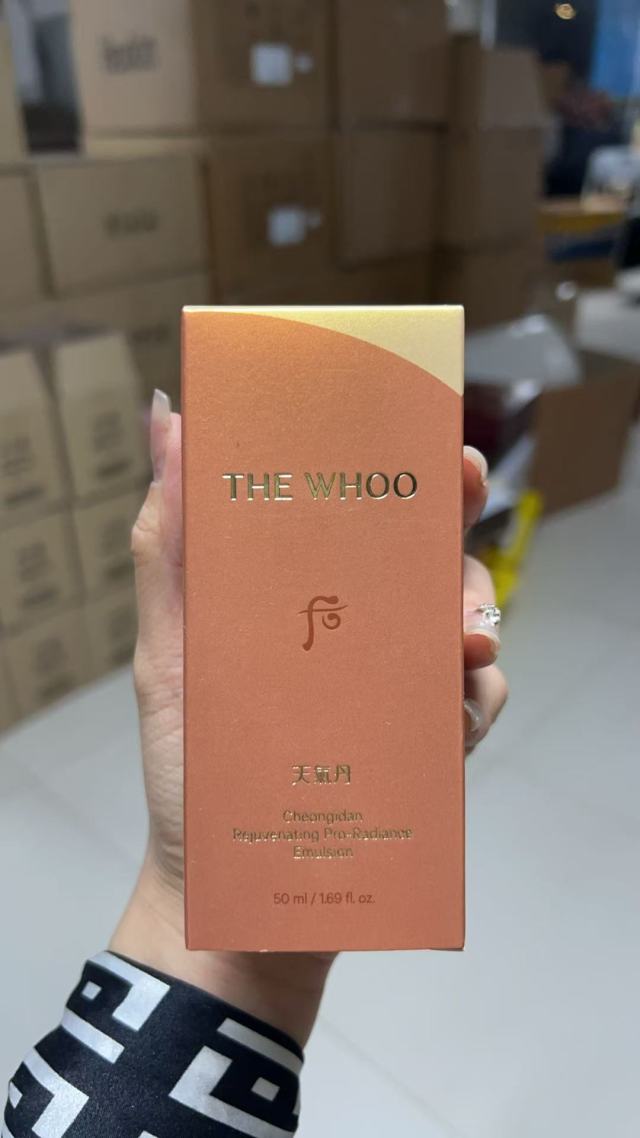 THE WHOO
天氣丹
Cheongidan
Rejuvenating Pro-Radiance
Emulsion
50 ml / 1.69 fl. oz.